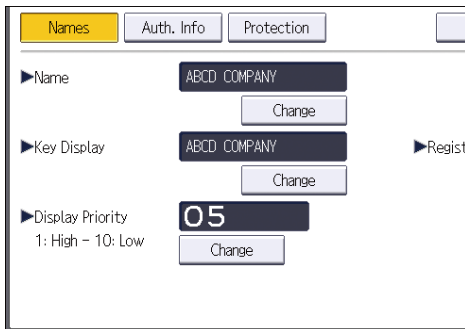 Names Auth. Info Protection
▶Name ABCD COMPANY
Change
▶Key Display ABCD COMPANY ▶Regist
Change
▶Display Priority 05
1: High - 10: Low Change